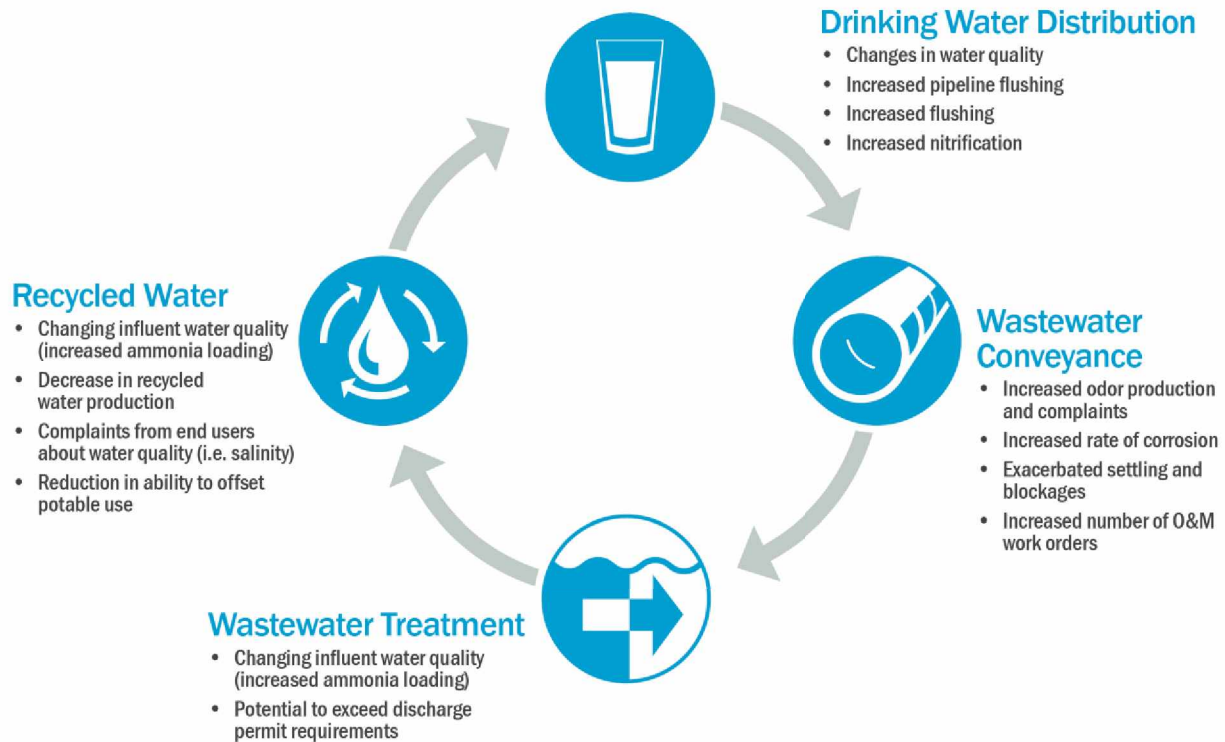 Drinking Water Distribution
• Changes in water quality
• Increased pipeline flushing
• Increased flushing
• Increased nitrification
Wastewater
Conveyance
• Increased odor production
and complaints
• Increased rate of corrosion
• Exacerbated settling and
blockages
• Increased number of O&M
work orders
Wastewater Treatment
• Changing influent water quality
(increased ammonia loading)
• Potential to exceed discharge
permit requirements
Recycled Water
• Changing influent water quality
(increased ammonia loading)
• Decrease in recycled
water production
• Complaints from end users
about water quality (i.e. salinity)
• Reduction in ability to offset
potable use